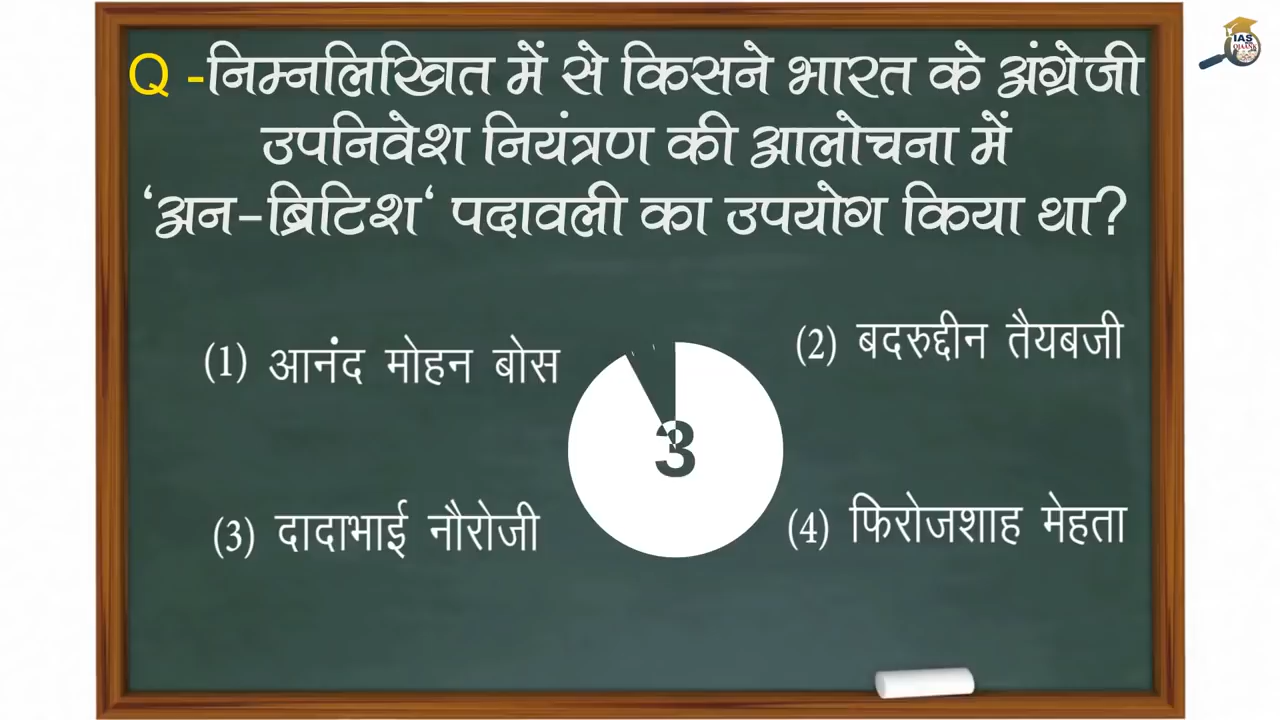 Q -निम्नलिखित में से किसने भारत के अंग्रेजी
उपनिवेश नियंत्रण की आलोचना में
‘अन-ब्रिटिश‘ पदावली का उपयोग किया था?
(1) आनंद मोहन बोस
(2) बदरुद्दीन तैयबजी
3
(3) दादाभाई नौरोजी
(4) फिरोजशाह मेहता
IAS